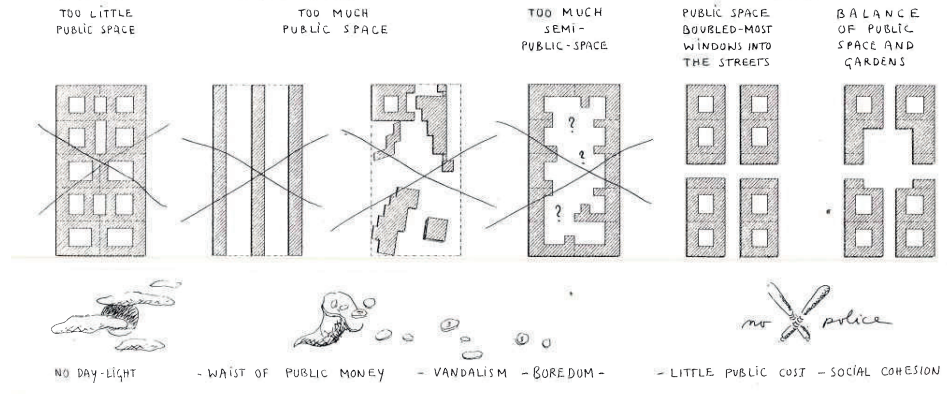 TOO LITTLE
PUBLIC SPACE
TOO MUCH
PUBLIC SPACE
TOO MUCH
SEMI-
PUBLIC-SPACE
PUBLIC SPACE
DOUBLED-MOST
WINDOWS INTO
THE STREETS
BALANCE
OF PUBLIC
SPACE AND
GARDENS
?
?
?
no police
NO DAY-LIGHT
- WAIST OF PUBLIC MONEY
- VANDALISM - BOREDUM -
- LITTLE PUBLIC COST - SOCIAL COHESION